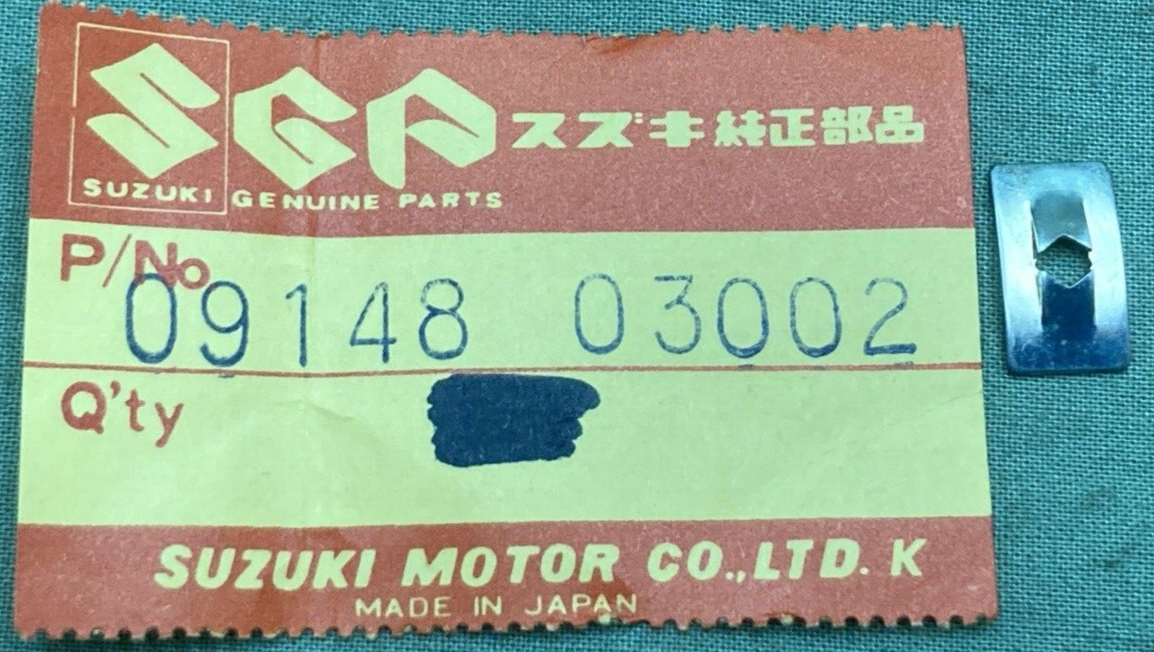 SGP スズキ純正部品
SUZUKI GENUINE PARTS
P/No
09148 03002
Q'ty
SUZUKI MOTOR CO.,LTD. K
MADE IN JAPAN